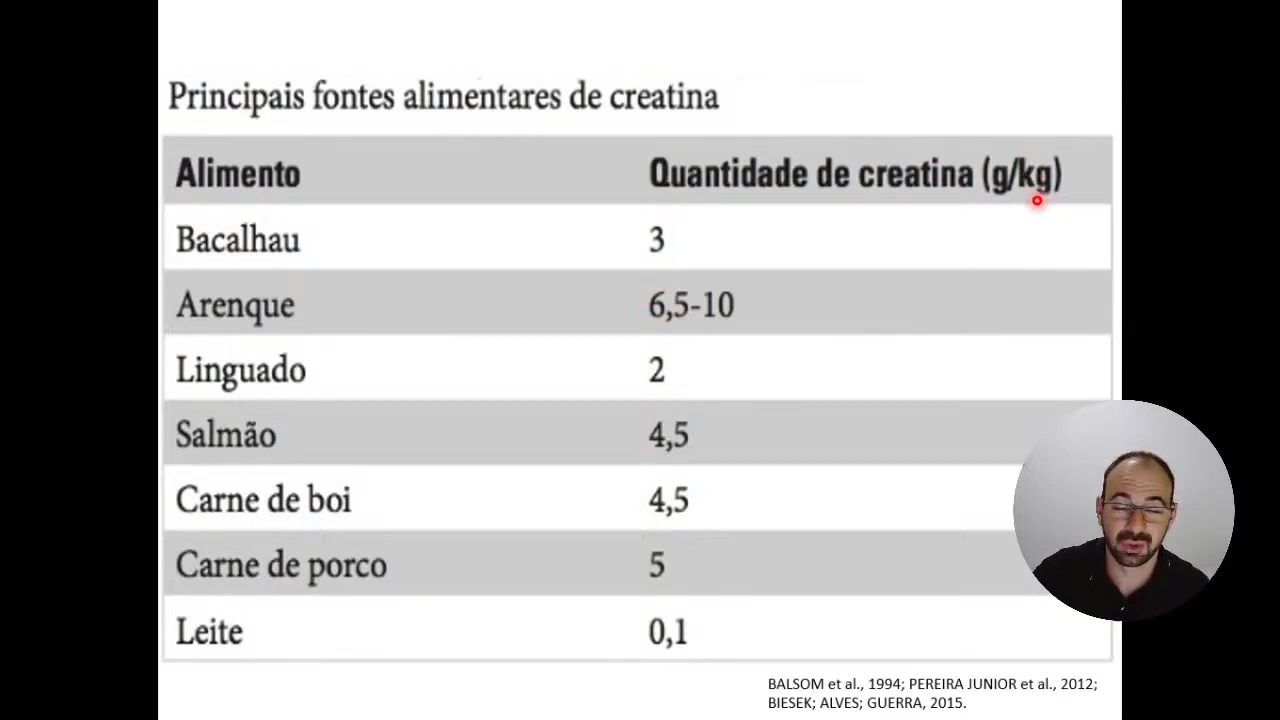 Principais fontes alimentares de creatina
Alimento Quantidade de creatina (g/kg)
Bacalhau 3
Arenque 6,5-10
Linguado 2
Salmão 4,5
Carne de boi 4,5
Carne de porco 5
Leite 0,1
BALSOM et al., 1994; PEREIRA JUNIOR et al., 2012;
BIESEK; ALVES; GUERRA, 2015.